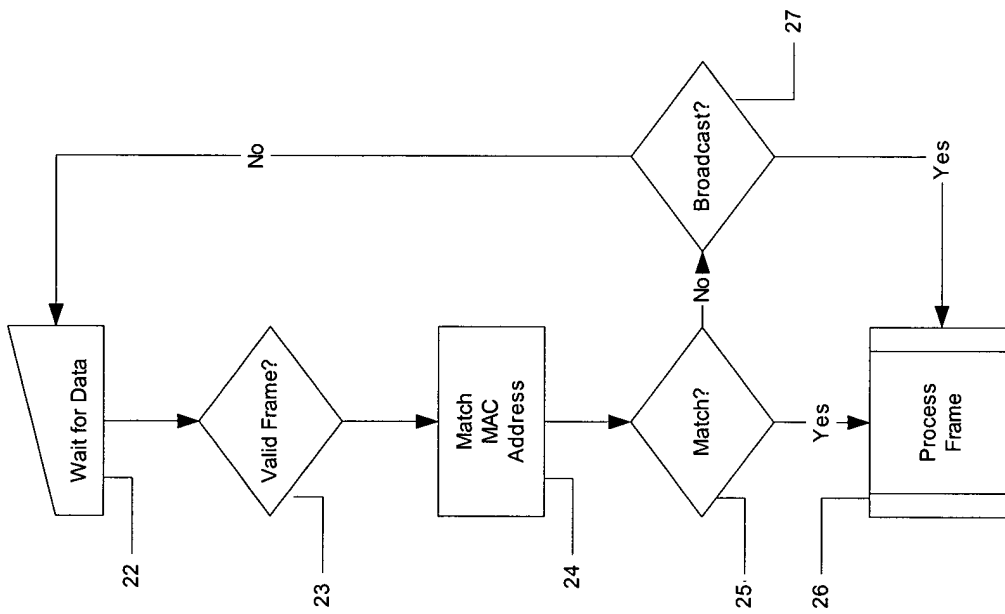 Wait for Data
22
Valid Frame?
23
Match
MAC
Address
24
Match?
25
No
Broadcast?
27
No
Yes
Yes
Process
Frame
26